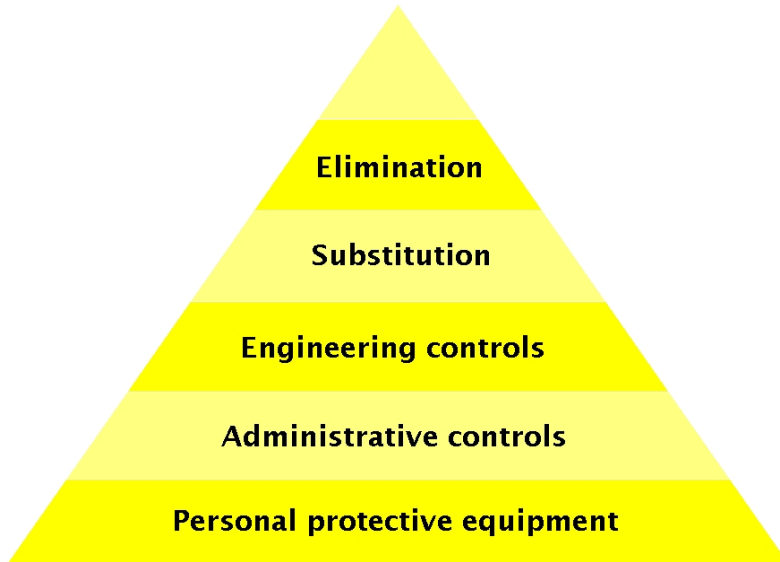 Elimination
Substitution
Engineering controls
Administrative controls
Personal protective equipment